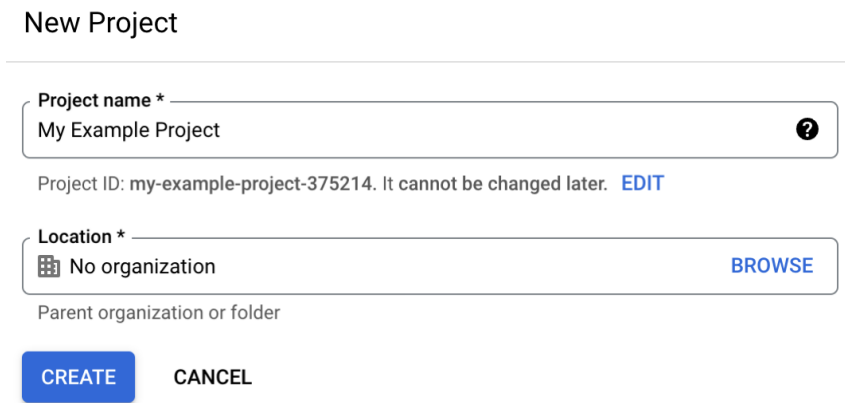 New Project
Project name *
My Example Project
Project ID: my-example-project-375214. It cannot be changed later. EDIT
Location *
No organization BROWSE
Parent organization or folder
CREATE CANCEL